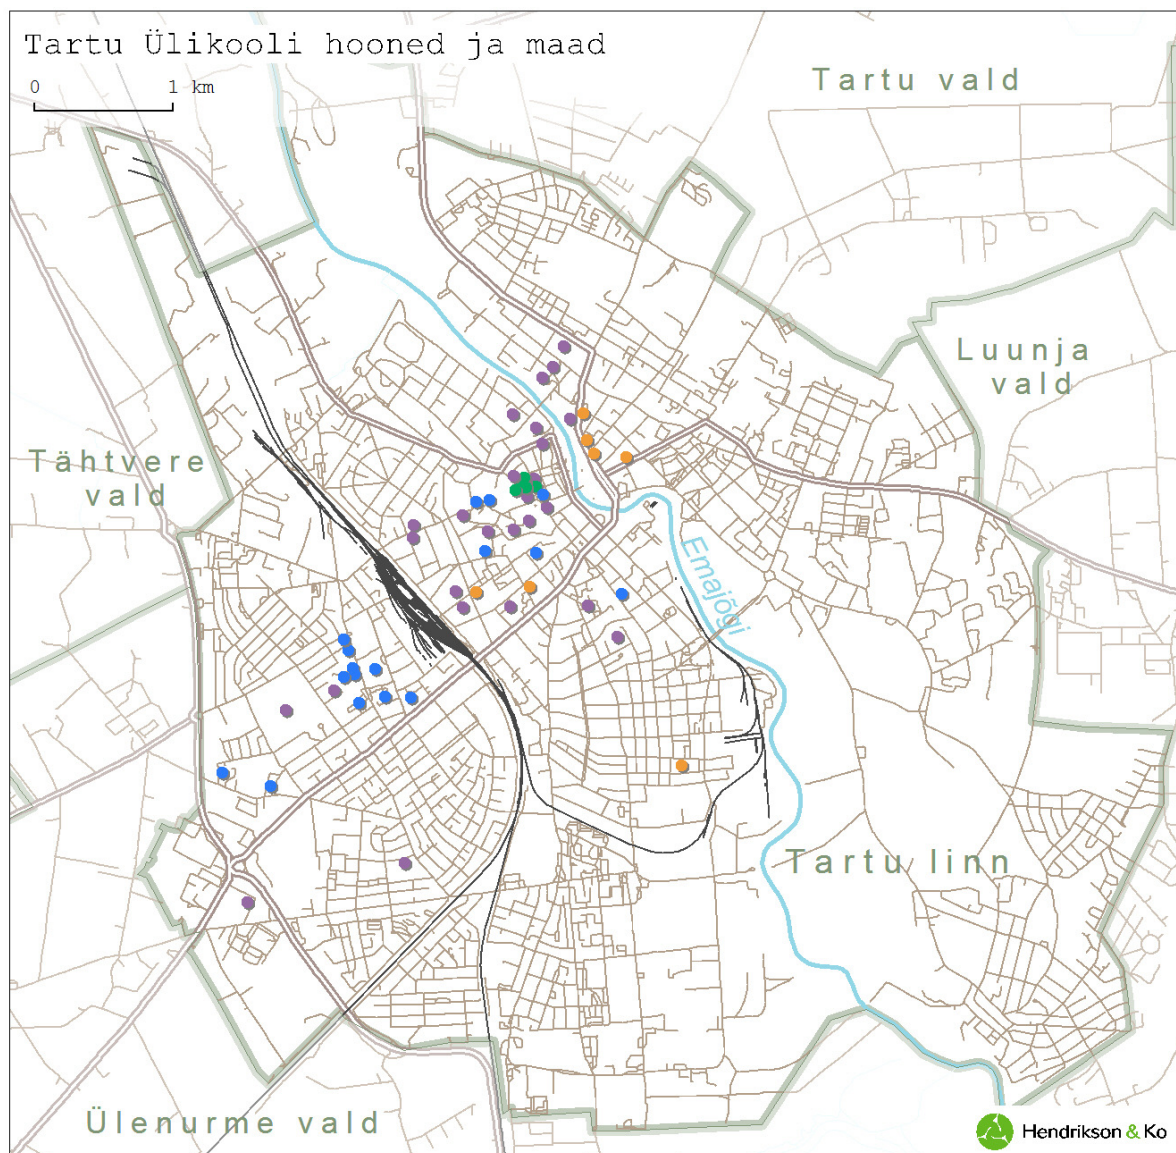 Tartu Ülikooli hooned ja maad
0 1 km
Tartu vald
Luunja
vald
Tähtvere
vald
Emajõgi
Tartu linn
Ülenurme vald
Hendrikson & Ko